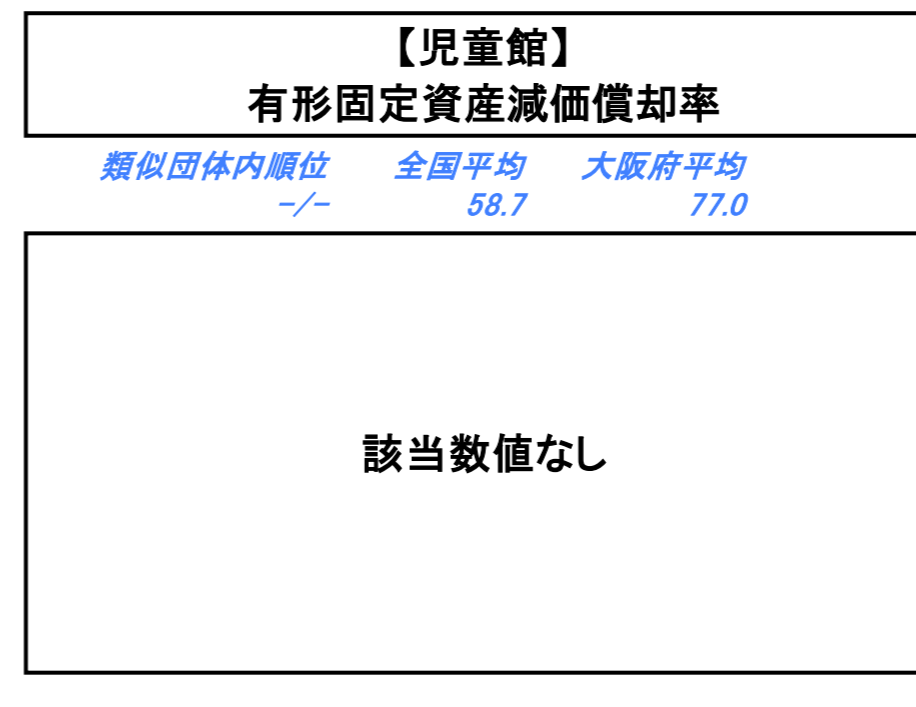 【児童館】
有形固定資産減価償却率
類似団体内順位 全国平均 大阪府平均
-/- 58.7 77.0
該当数値なし